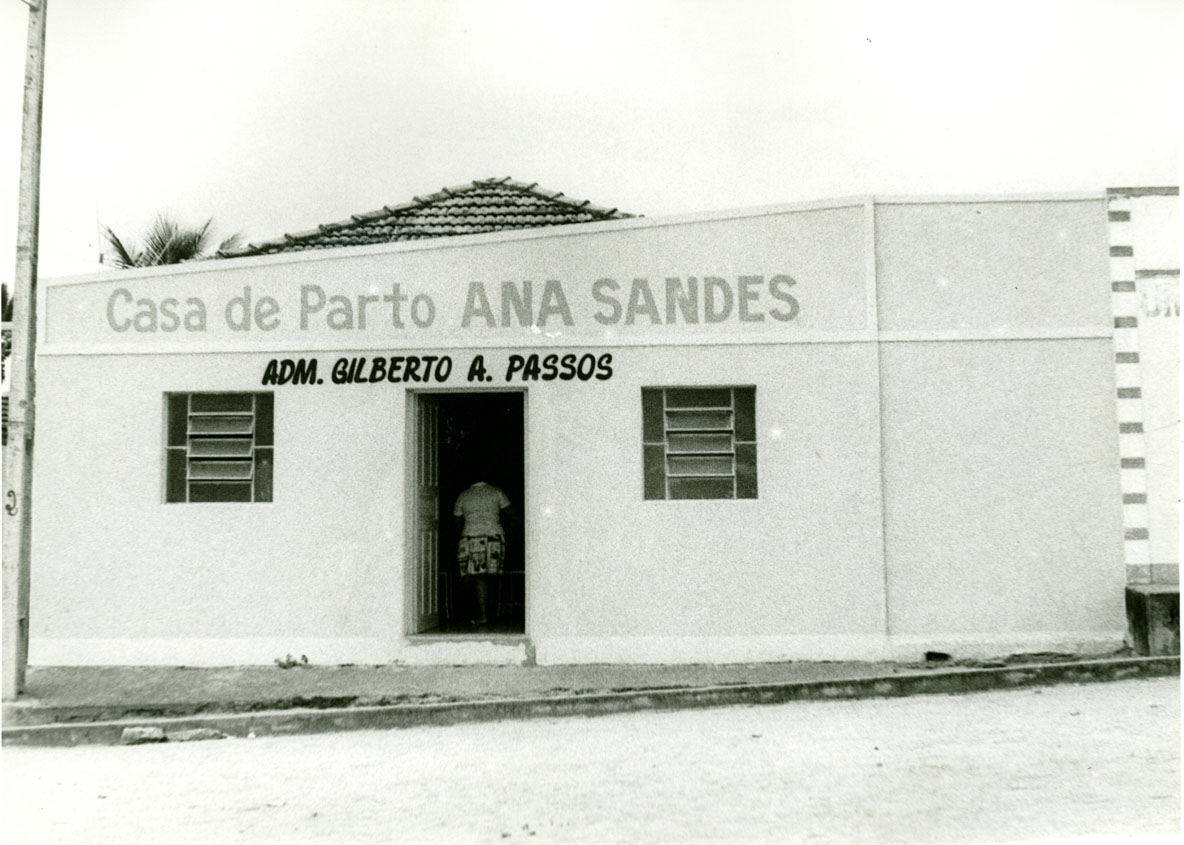 Casa de Parto ANA SANDES
ADM. GILBERTO A. PASSOS